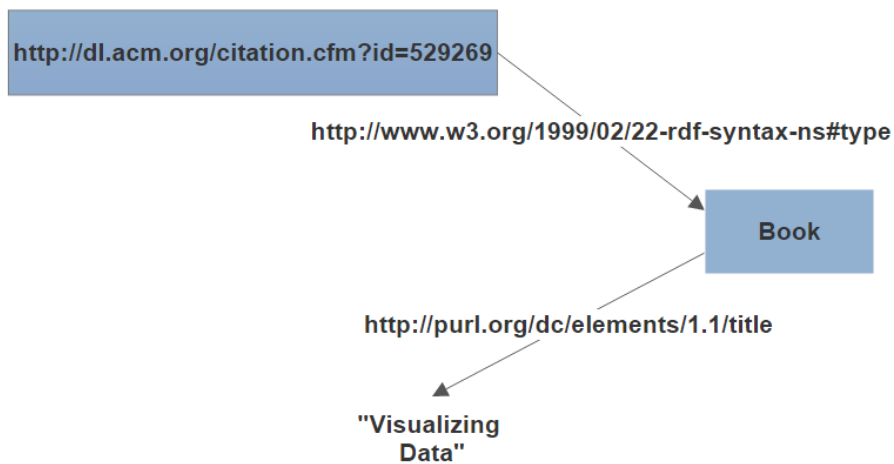 http://dl.acm.org/citation.cfm?id=529269
http://www.w3.org/1999/02/22-rdf-syntax-ns#type
Book
http://purl.org/dc/elements/1.1/title
"Visualizing
Data"